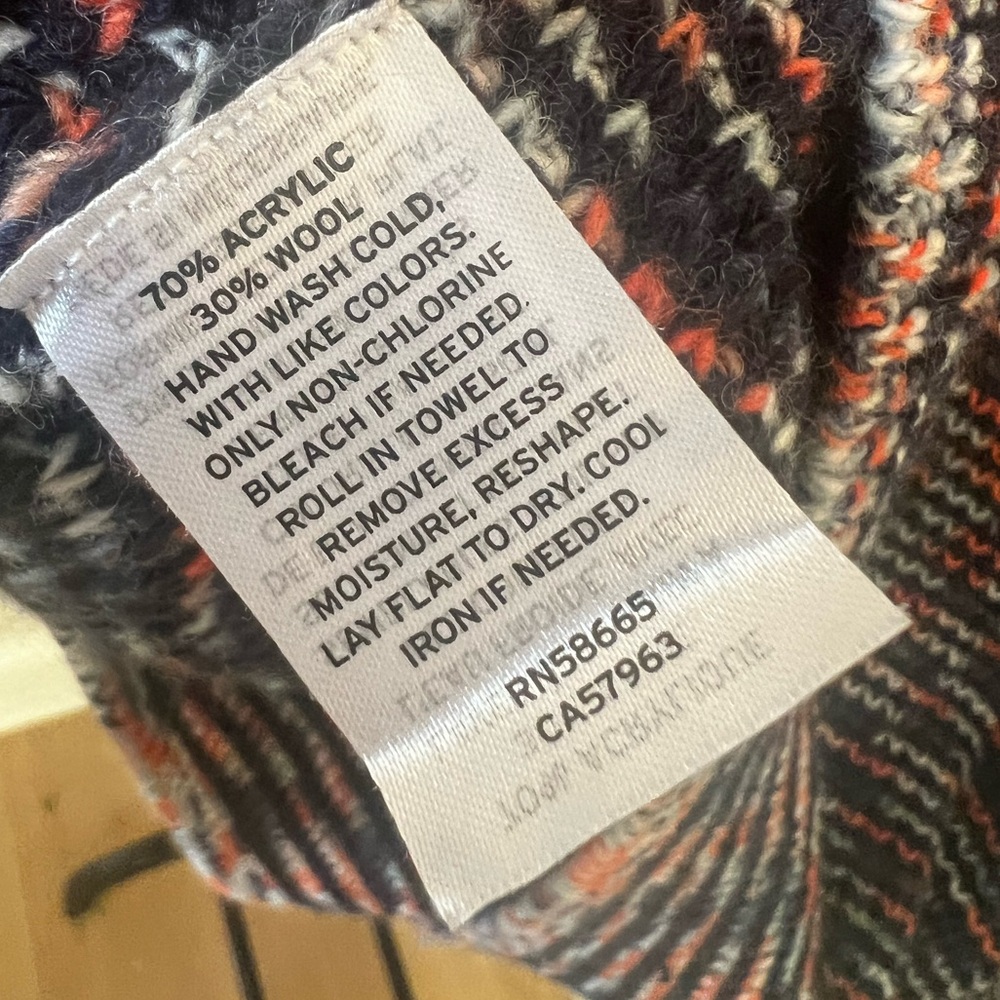 70% ACRYLIC
30% WOOL
HAND WASH COLD,
WITH LIKE COLORS.
ONLY NON-CHLORINE
BLEACH IF NEEDED.
ROLL IN TOWEL TO
REMOVE EXCESS
MOISTURE, RESHAPE.
LAY FLAT TO DRY. COOL
IRON IF NEEDED.
RN58665
CA57963